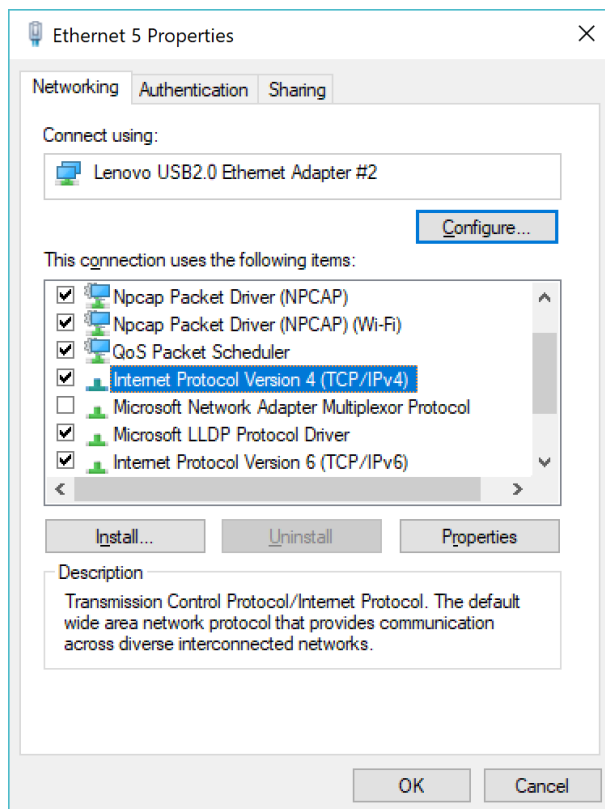 Ethernet 5 Properties
Networking Authentication Sharing
Connect using:
Lenovo USB2.0 Ethernet Adapter #2
Configure...
This connection uses the following items:
Npcap Packet Driver (NPCAP)
Npcap Packet Driver (NPCAP) (Wi-Fi)
QoS Packet Scheduler
Internet Protocol Version 4 (TCP/IPv4)
Microsoft Network Adapter Multiplexor Protocol
Microsoft LLDP Protocol Driver
Internet Protocol Version 6 (TCP/IPv6)
Install... Uninstall Properties
Description
Transmission Control Protocol/Internet Protocol. The default
wide area network protocol that provides communication
across diverse interconnected networks.
OK Cancel